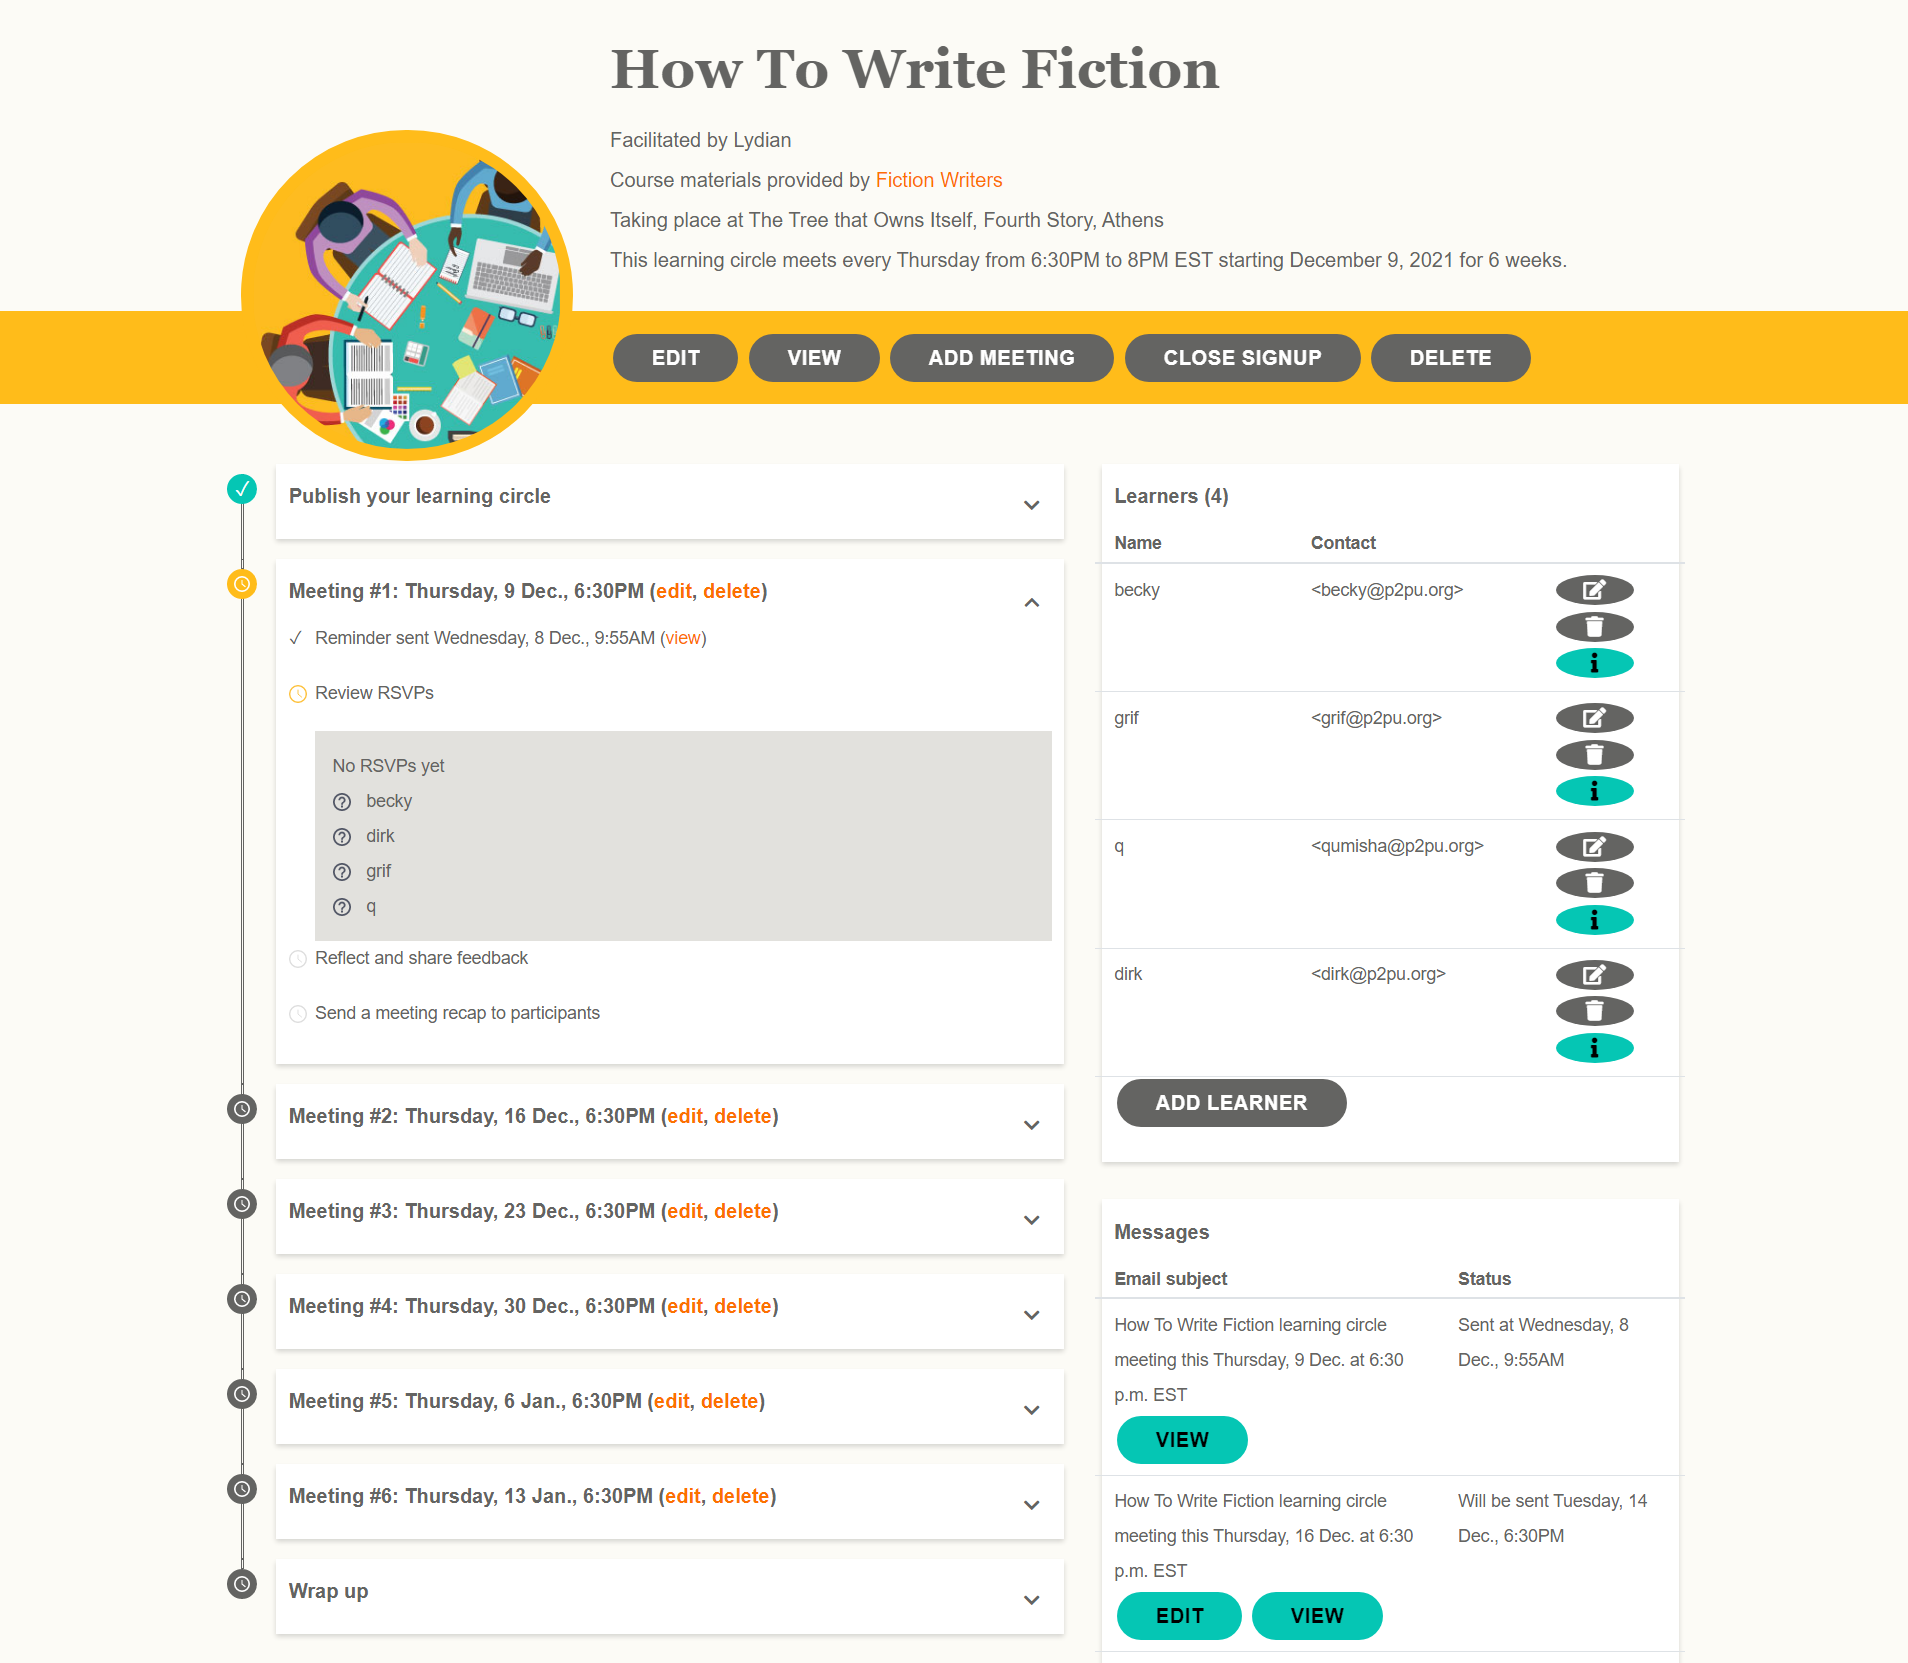 How To Write Fiction
Facilitated by Lydian
Course materials provided by Fiction Writers
Taking place at The Tree that Owns Itself, Fourth Story, Athens
This learning circle meets every Thursday from 6:30PM to 8PM EST starting December 9, 2021 for 6 weeks.
EDIT
VIEW
ADD MEETING
CLOSE SIGNUP
DELETE
Publish your learning circle
Meeting #1: Thursday, 9 Dec., 6:30PM (edit, delete)
Reminder sent Wednesday, 8 Dec., 9:55AM (view)
Review RSVPs
No RSVPs yet
becky
dirk
grif
q
Reflect and share feedback
Send a meeting recap to participants
Meeting #2: Thursday, 16 Dec., 6:30PM (edit, delete)
Meeting #3: Thursday, 23 Dec., 6:30PM (edit, delete)
Meeting #4: Thursday, 30 Dec., 6:30PM (edit, delete)
Meeting #5: Thursday, 6 Jan., 6:30PM (edit, delete)
Meeting #6: Thursday, 13 Jan., 6:30PM (edit, delete)
Wrap up
Learners (4)
Name Contact
becky <becky@p2pu.org>
grif <grif@p2pu.org>
q <qumisha@p2pu.org>
dirk <dirk@p2pu.org>
ADD LEARNER
Messages
Email subject Status
How To Write Fiction learning circle
meeting this Thursday, 9 Dec. at 6:30
p.m. EST
Sent at Wednesday, 8
Dec., 9:55AM
VIEW
How To Write Fiction learning circle
meeting this Thursday, 16 Dec. at 6:30
p.m. EST
Will be sent Tuesday, 14
Dec., 6:30PM
EDIT
VIEW